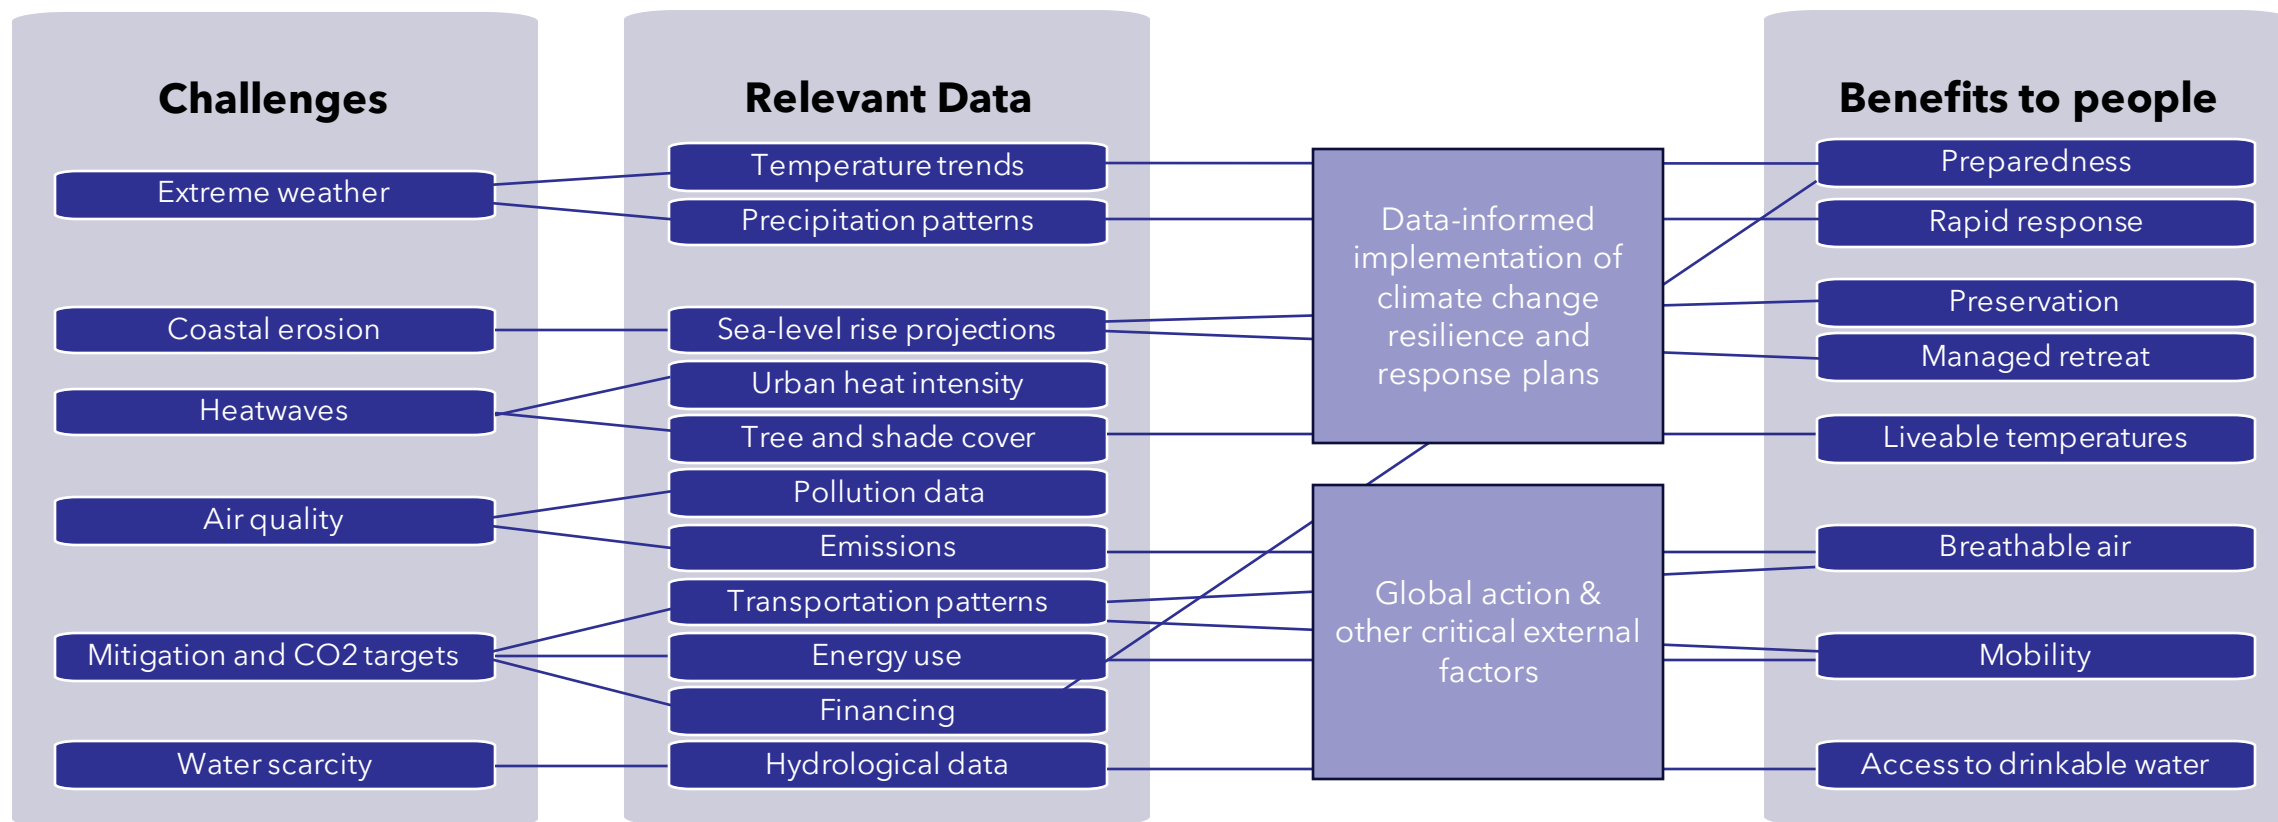 Challenges
Extreme weather
Coastal erosion
Heatwaves
Air quality
Mitigation and CO2 targets
Water scarcity
Relevant Data
Temperature trends
Precipitation patterns
Sea-level rise projections
Urban heat intensity
Tree and shade cover
Pollution data
Emissions
Transportation patterns
Energy use
Financing
Hydrological data
Data-informed
implementation of
climate change
resilience and
response plans
Global action &
other critical external
factors
Benefits to people
Preparedness
Rapid response
Preservation
Managed retreat
Liveable temperatures
Breathable air
Mobility
Access to drinkable water